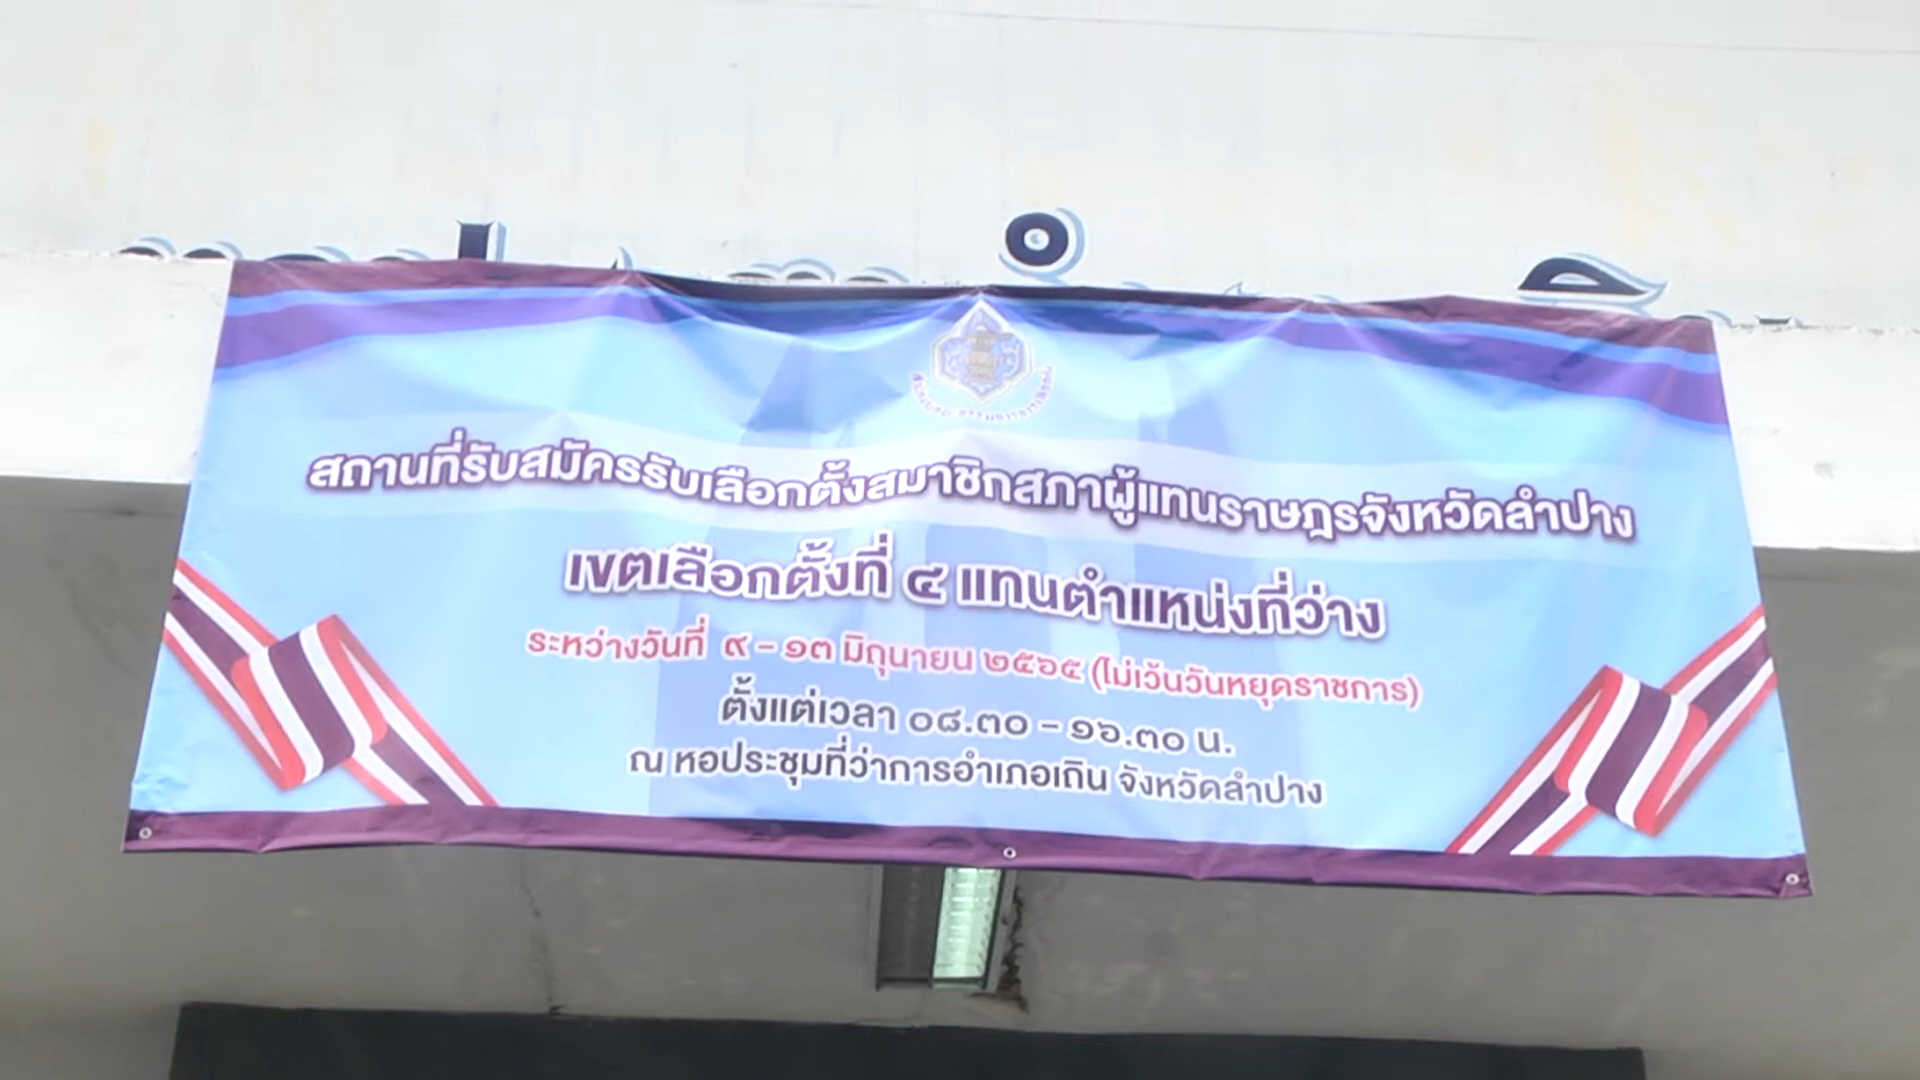 สถานที่รับสมัครรับเลือกตั้งสมาชิกสภาผู้แทนราษฎรจังหวัดลำปาง
เขตเลือกตั้งที่ ๔ แทนตำแหน่งที่ว่าง
ระหว่างวันที่ ๙ - ๑๓ มิถุนายน ๒๕๖๕ (ไม่เว้นวันหยุดราชการ)
ตั้งแต่เวลา ๐๘.๓๐ - ๑๖.๓๐ น.
ณ หอประชุมที่ว่าการอำเภอเถิน จังหวัดลำปาง